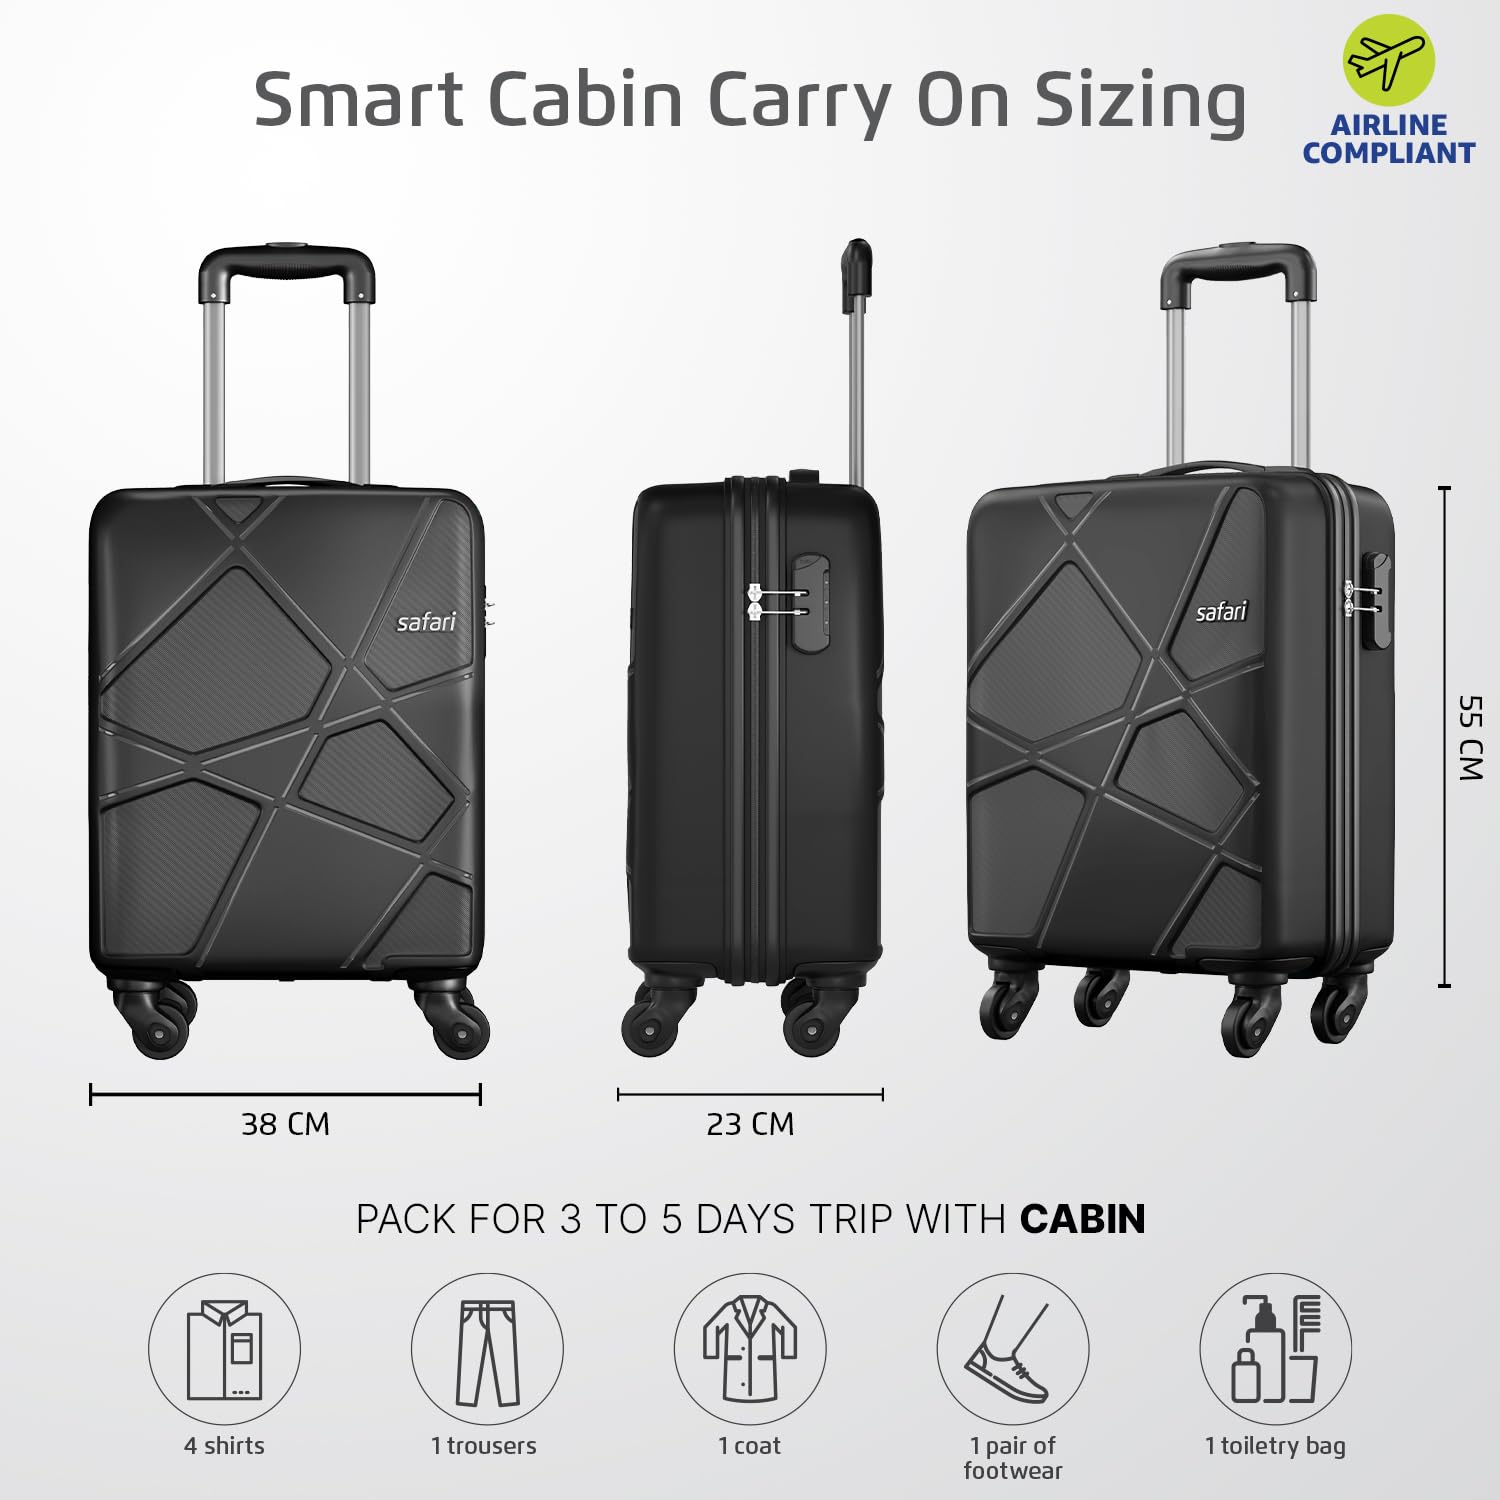 Smart Cabin Carry On Sizing
AIRLINE
COMPLIANT
safari
safari
55 CM
38 CM
23 CM
PACK FOR 3 TO 5 DAYS TRIP WITH CABIN
4 shirts
1 trousers
1 coat
1 pair of
footwear
1 toiletry bag